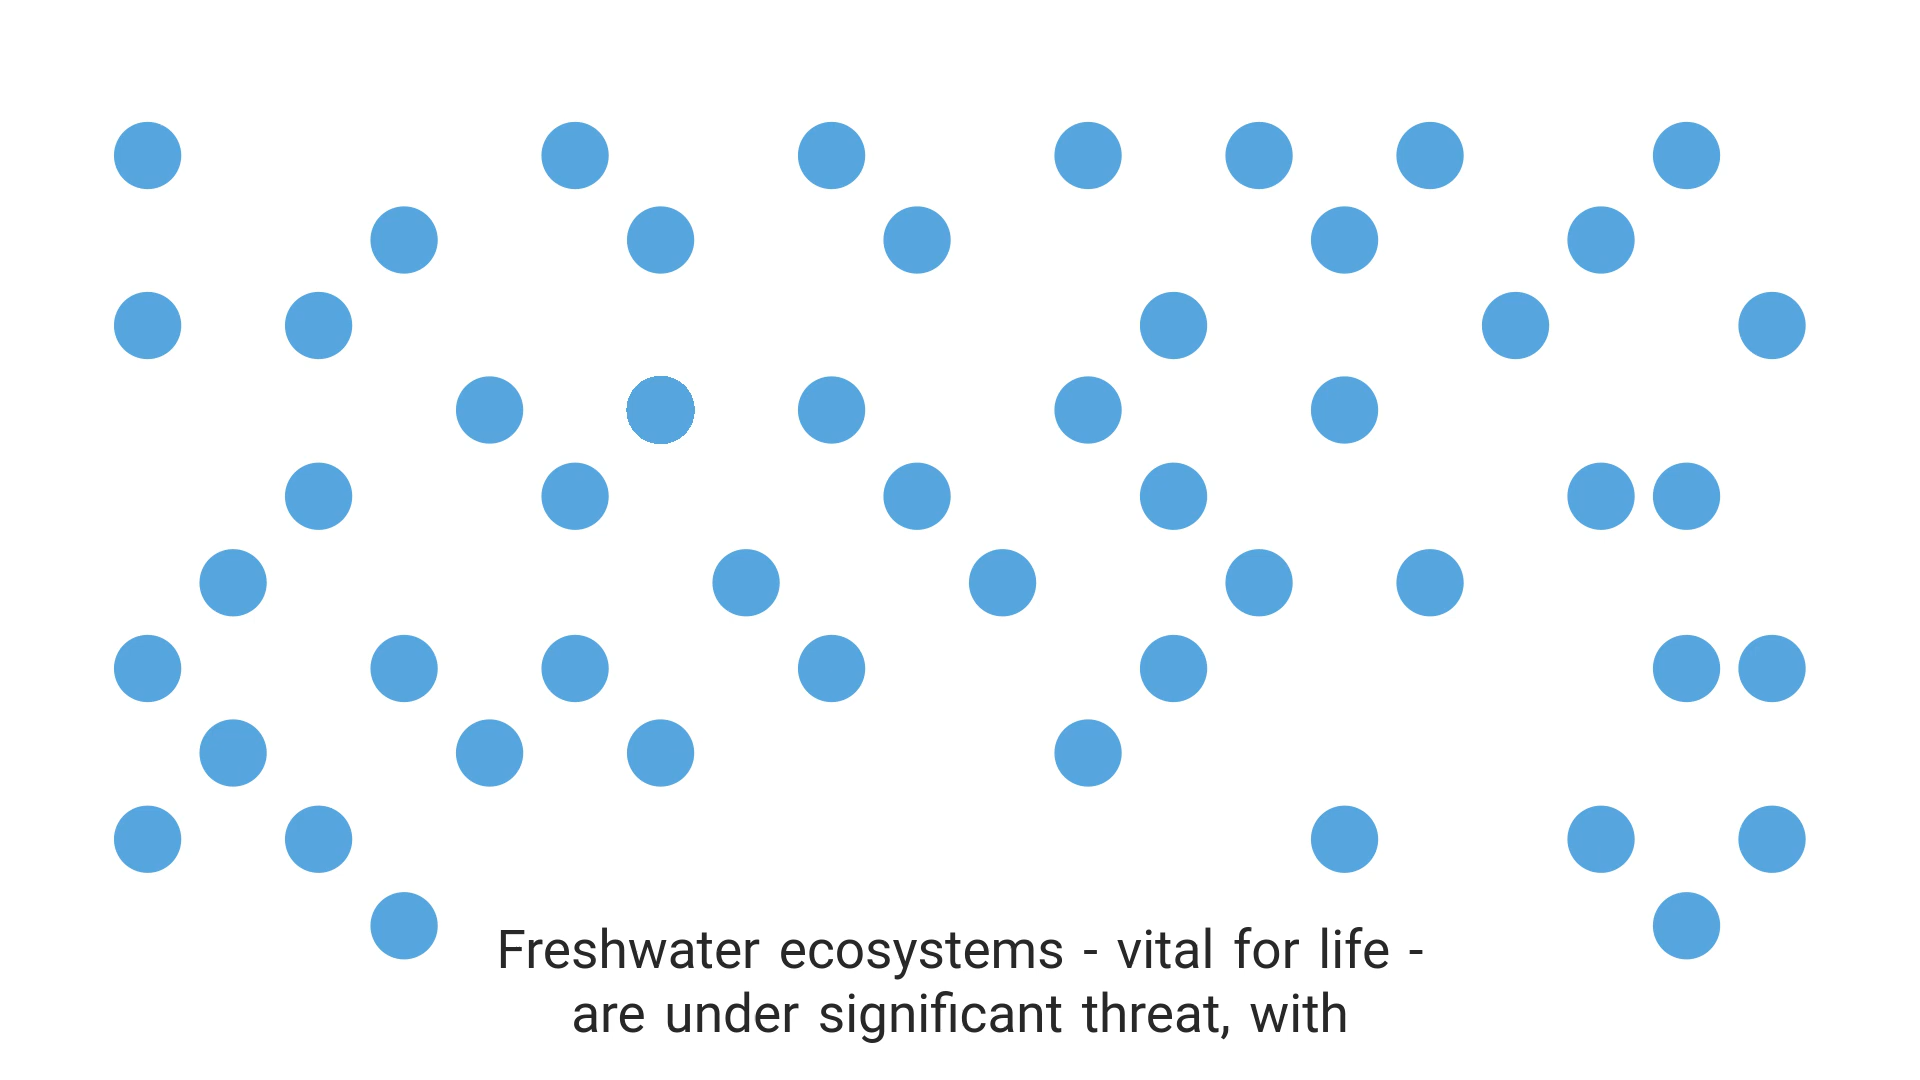 Freshwater ecosystems - vital for life -
are under significant threat, with